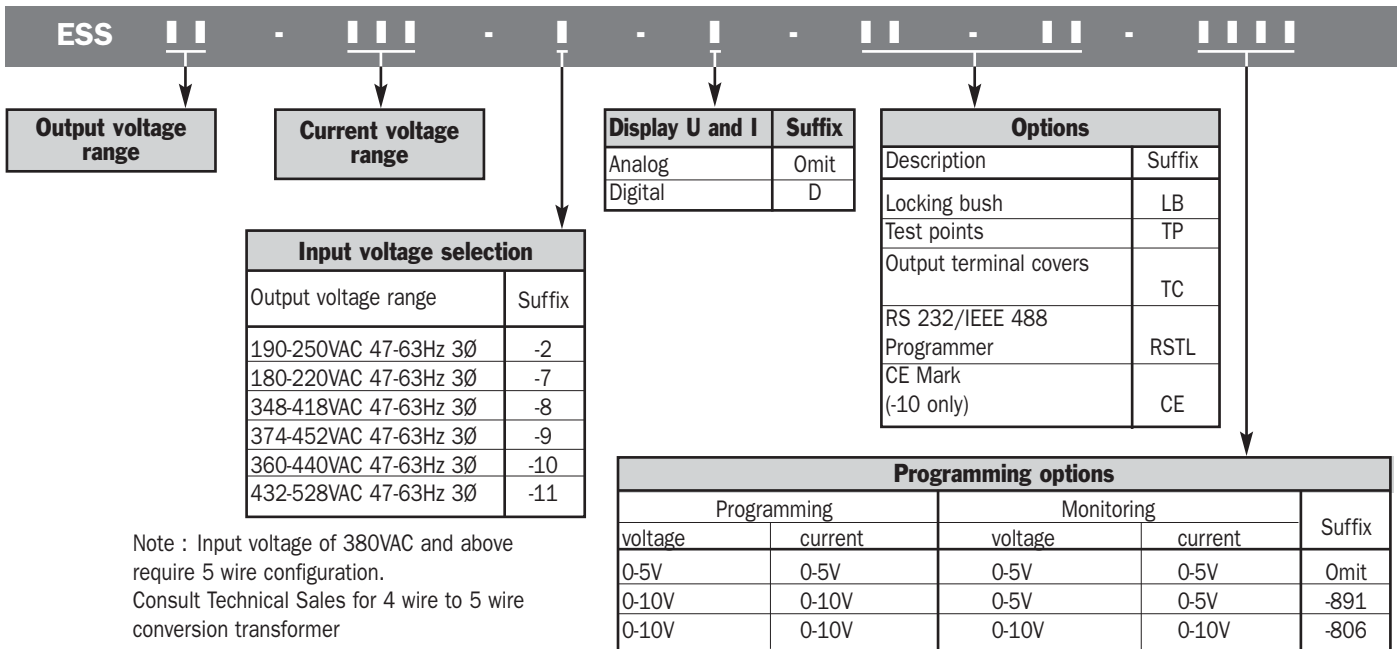 ESS - - - - - -
Output voltage
range
Current voltage
range
Display U and I Suffix
Analog Omit
Digital D
Options
Description Suffix
Locking bush LB
Test points TP
Output terminal covers
TC
RS 232/IEEE 488
Programmer RSTL
CE Mark
(-10 only) CE
Input voltage selection
Output voltage range Suffix
190-250VAC 47-63Hz 3Ø -2
180-220VAC 47-63Hz 3Ø -7
348-418VAC 47-63Hz 3Ø -8
374-452VAC 47-63Hz 3Ø -9
360-440VAC 47-63Hz 3Ø -10
432-528VAC 47-63Hz 3Ø -11
Note : Input voltage of 380VAC and above
require 5 wire configuration.
Consult Technical Sales for 4 wire to 5 wire
conversion transformer
Programming options
Programming Monitoring Suffix
voltage current voltage current
0-5V 0-5V 0-5V 0-5V Omit
0-10V 0-10V 0-5V 0-5V -891
0-10V 0-10V 0-10V 0-10V -806